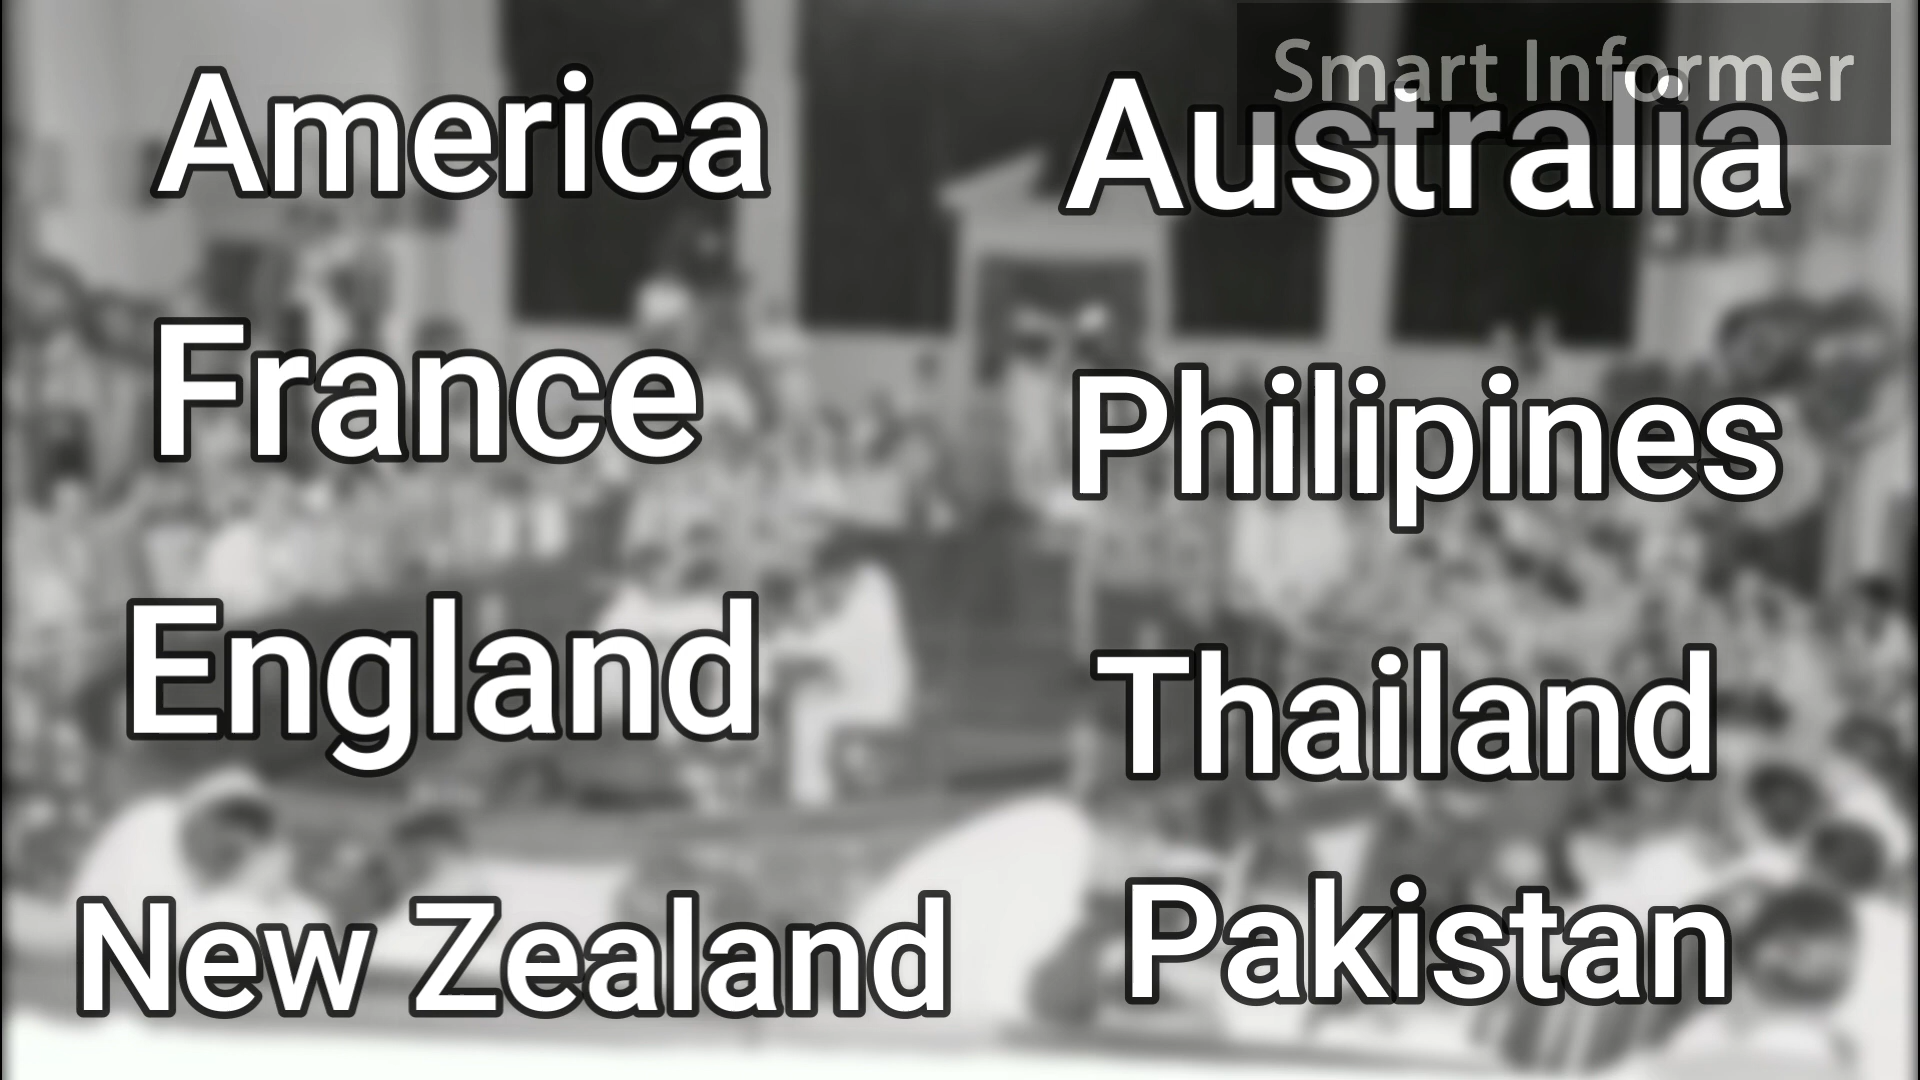 Smart Informer
America
Australia
France
Philipines
England
Thailand
New Zealand
Pakistan